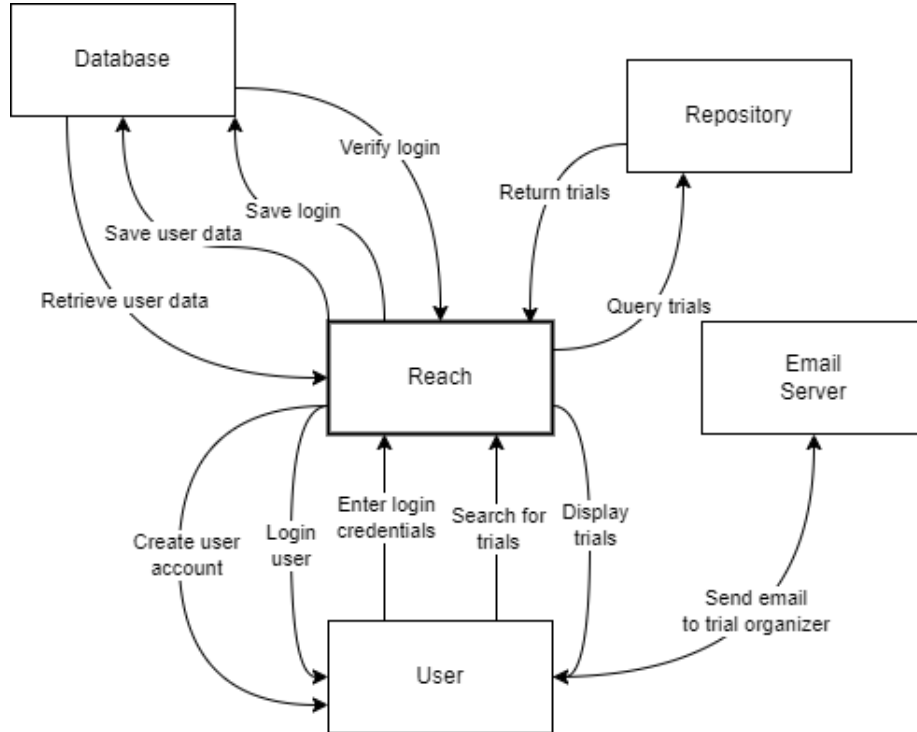 Database
Repository
Verify login
Return trials
Save login
Save user data
Retrieve user data
Query trials
Reach
Email
Server
Enter login
credentials
Search for
trials
Display
trials
Create user
account
Login
user
Send email
to trial organizer
User